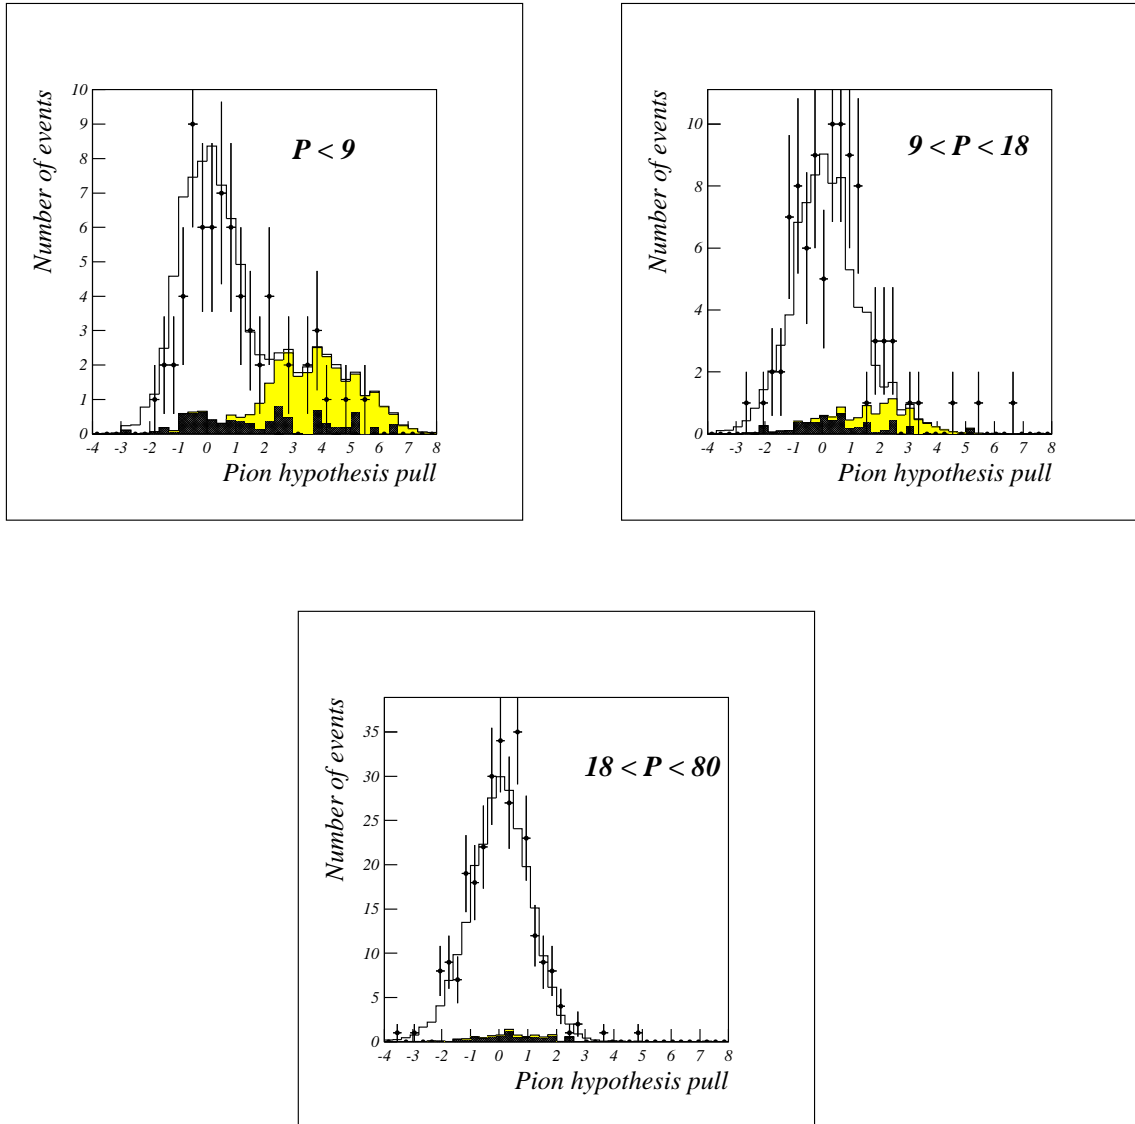 Number of events
10
9
8
7
6
5
4
3
2
1
0
P < 9
-4 -3 -2 -1 0 1 2 3 4 5 6 7 8
Pion hypothesis pull
Number of events
10
8
6
4
2
0
9 < P < 18
-4 -3 -2 -1 0 1 2 3 4 5 6 7 8
Pion hypothesis pull
Number of events
35
30
25
20
15
10
5
0
18 < P < 80
-4 -3 -2 -1 0 1 2 3 4 5 6 7 8
Pion hypothesis pull